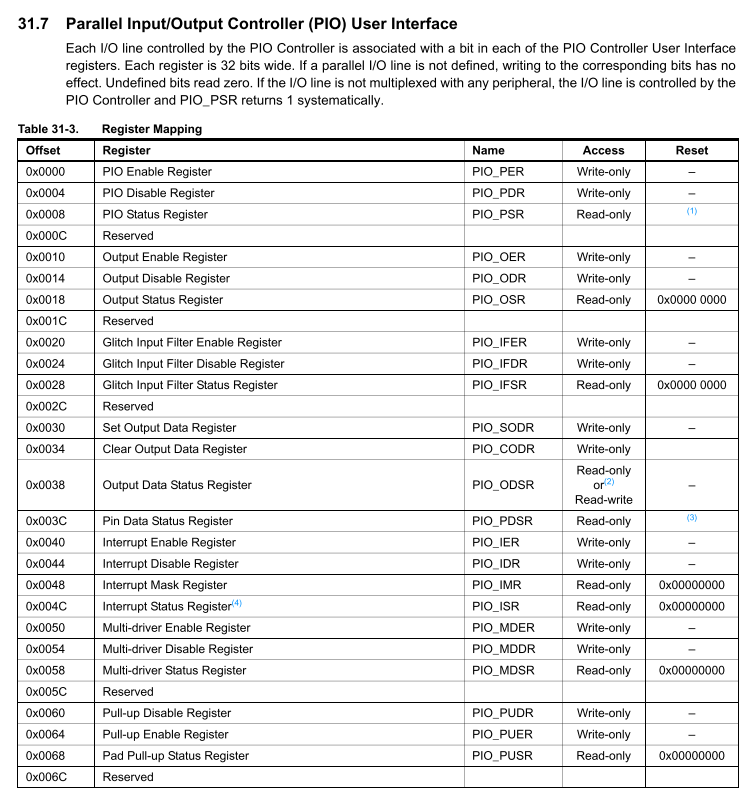 31.7 Parallel Input/Output Controller (PIO) User Interface
Each I/O line controlled by the PIO Controller is associated with a bit in each of the PIO Controller User Interface
registers. Each register is 32 bits wide. If a parallel I/O line is not defined, writing to the corresponding bits has no
effect. Undefined bits read zero. If the I/O line is not multiplexed with any peripheral, the I/O line is controlled by the
PIO Controller and PIO_PSR returns 1 systematically.
Table 31-3. Register Mapping
Offset Register Name Access Reset
0x0000 PIO Enable Register PIO_PER Write-only –
0x0004 PIO Disable Register PIO_PDR Write-only –
0x0008 PIO Status Register PIO_PSR Read-only (1)
0x000C Reserved
0x0010 Output Enable Register PIO_OER Write-only –
0x0014 Output Disable Register PIO_ODR Write-only –
0x0018 Output Status Register PIO_OSR Read-only 0x0000 0000
0x001C Reserved
0x0020 Glitch Input Filter Enable Register PIO_IFER Write-only –
0x0024 Glitch Input Filter Disable Register PIO_IFDR Write-only –
0x0028 Glitch Input Filter Status Register PIO_IFSR Read-only 0x0000 0000
0x002C Reserved
0x0030 Set Output Data Register PIO_SODR Write-only –
0x0034 Clear Output Data Register PIO_CODR Write-only
0x0038 Output Data Status Register PIO_ODSR Read-only or(2) Read-write –
0x003C Pin Data Status Register PIO_PDSR Read-only (3)
0x0040 Interrupt Enable Register PIO_IER Write-only –
0x0044 Interrupt Disable Register PIO_IDR Write-only –
0x0048 Interrupt Mask Register PIO_IMR Read-only 0x00000000
0x004C Interrupt Status Register(4) PIO_ISR Read-only 0x00000000
0x0050 Multi-driver Enable Register PIO_MDER Write-only –
0x0054 Multi-driver Disable Register PIO_MDDR Write-only –
0x0058 Multi-driver Status Register PIO_MDSR Read-only 0x00000000
0x005C Reserved
0x0060 Pull-up Disable Register PIO_PUDR Write-only –
0x0064 Pull-up Enable Register PIO_PUER Write-only –
0x0068 Pad Pull-up Status Register PIO_PUSR Read-only 0x00000000
0x006C Reserved